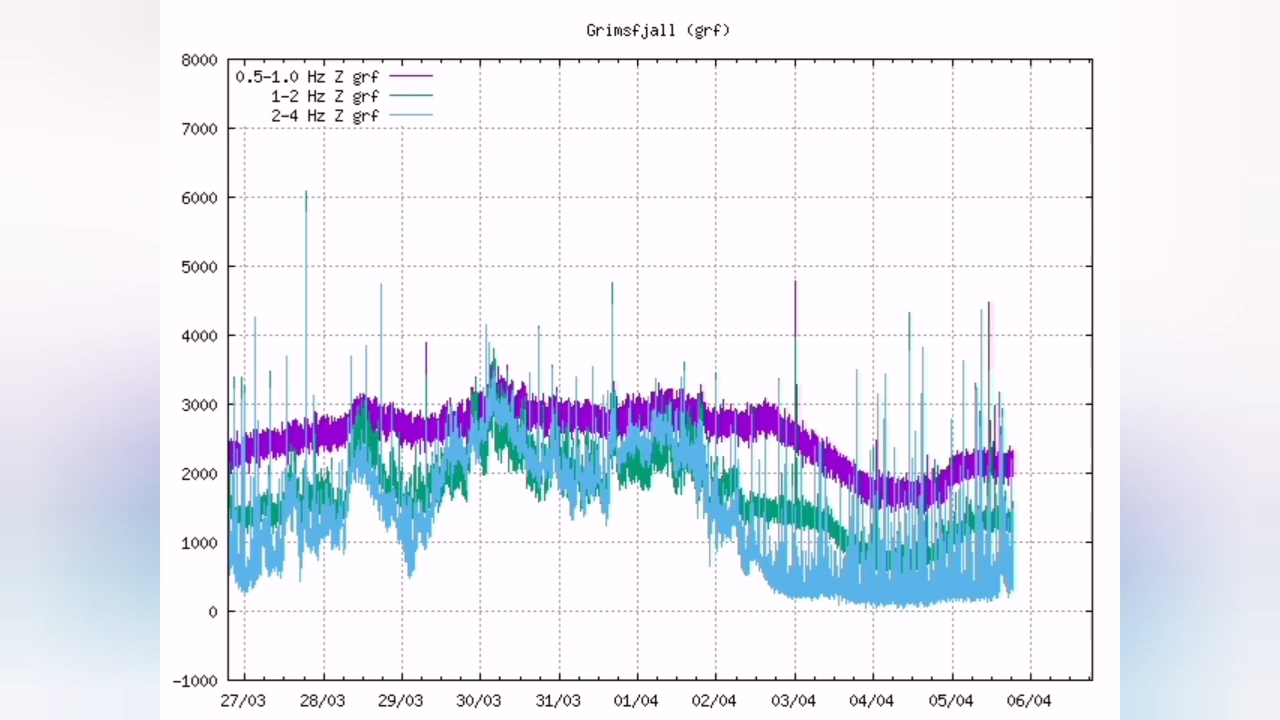 Grimsfjall (grf)
8000
7000
6000
5000
4000
3000
2000
1000
0
-1000
0.5-1.0 Hz Z grf
1-2 Hz Z grf
2-4 Hz Z grf
27/03 28/03 29/03 30/03 31/03 01/04 02/04 03/04 04/04 05/04 06/04